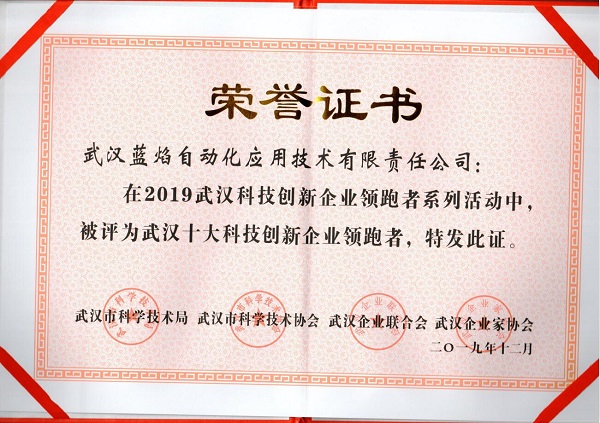 荣誉证书
武汉蓝焰自动化应用技术有限责任公司：
在2019武汉科技创新企业领跑者系列活动中，
被评为武汉十大科技创新企业领跑者，特发此证。
武汉市科学技术局 武汉市科学技术协会 武汉企业联合会 武汉企业家协会
二〇一九年十二月